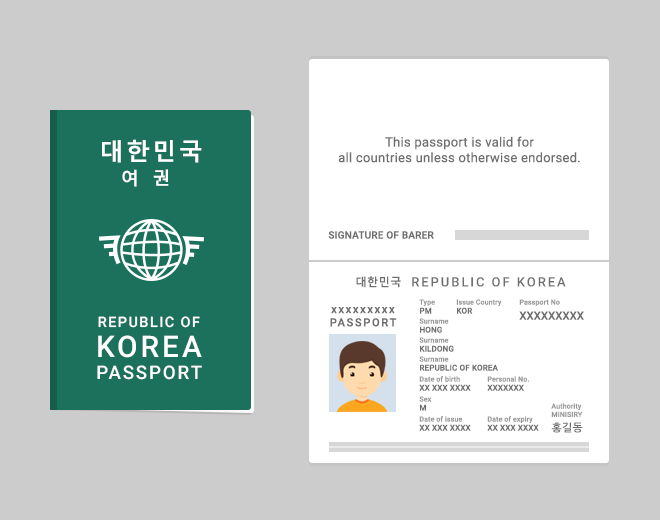 대한민국
여 권
REPUBLIC OF
KOREA
PASSPORT
This passport is valid for
all countries unless otherwise endorsed.
SIGNATURE OF BARER
대한민국 REPUBLIC OF KOREA
XXXXXXXXX
PASSPORT
Type Issue Country Passport No
PM KOR XXXXXXXXX
Surname
HONG
Surname
KILDONG
Surname
REPUBLIC OF KOREA
Date of birth Personal No.
XX XXX XXXX XXXXXXX
Sex
M
Authority
MINISIRY
Date of issue Date of expiry
XX XXX XXXX XX XXX XXXX
홍길동